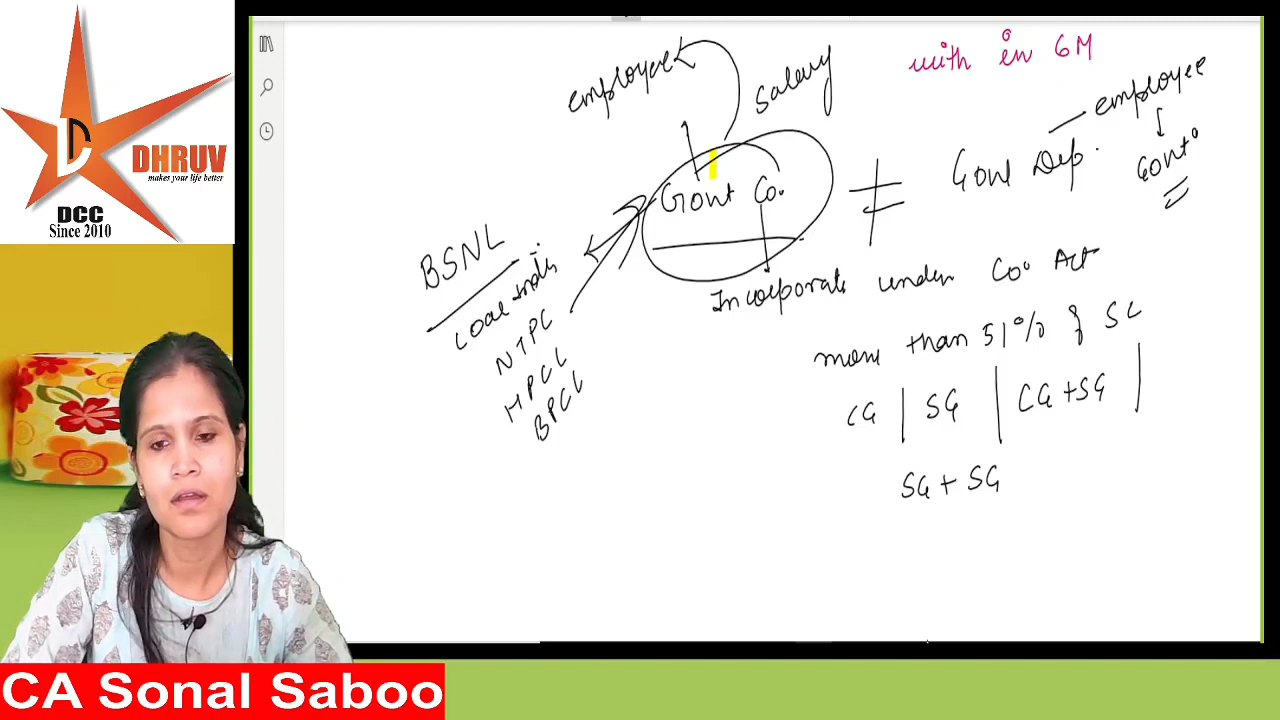 with in 6M
employee
salary
employee
Govt Co.
≠
Govt Dep.
Govt
BSNL
Coal India
NTPC
HPCL
BPCL
Incorporate under Co. Act
more than 51% of SC
CG | SG | CG + SG |
SG + SG
DHRUV
makes your life better
DCC
Since 2010
CA Sonal Saboo